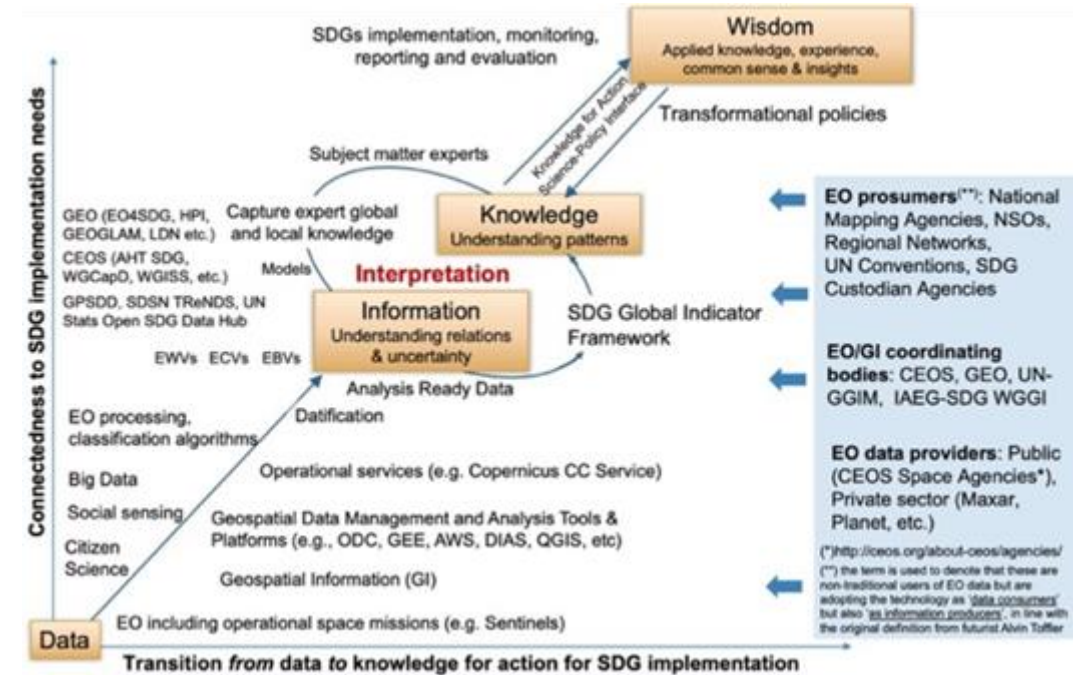 Wisdom
Applied knowledge, experience,
common sense & insights
SDGs implementation, monitoring,
reporting and evaluation
Knowledge for Action
Science-Policy Interface
Transformational policies
Subject matter experts
Knowledge
Understanding patterns
Capture expert global
and local knowledge
GEO (EO4SDG, HPI,
GEOGLAM, LDN etc.)
CEOS (AHT SDG,
WGCapD, WGISS, etc.)
GPSDD, SDSN TReNDS, UN
Stats Open SDG Data Hub
Models
Interpretation
Information
Understanding relations
& uncertainty
SDG Global Indicator
Framework
EWVs ECVs EBVs
Analysis Ready Data
Datification
EO processing,
classification algorithms
Big Data
Social sensing
Citizen
Science
Operational services (e.g. Copernicus CC Service)
Geospatial Data Management and Analysis Tools &
Platforms (e.g., ODC, GEE, AWS, DIAS, QGIS, etc)
Geospatial Information (GI)
EO including operational space missions (e.g. Sentinels)
Data
Connectedness to SDG implementation needs
Transition from data to knowledge for action for SDG implementation
EO prosumers(**): National
Mapping Agencies, NSOs,
Regional Networks,
UN Conventions, SDG
Custodian Agencies
EO/GI coordinating
bodies: CEOS, GEO, UN-
GGIM, IAEG-SDG WGGI
EO data providers: Public
(CEOS Space Agencies*),
Private sector (Maxar,
Planet, etc.)
(*)http://ceos.org/about-ceos/agencies/
(**) the term is used to denote that these are
non-traditional users of EO data but are
adopting the technology as 'data consumers'
but also 'as information producers', in line with
the original definition from futurist Alvin Toffler